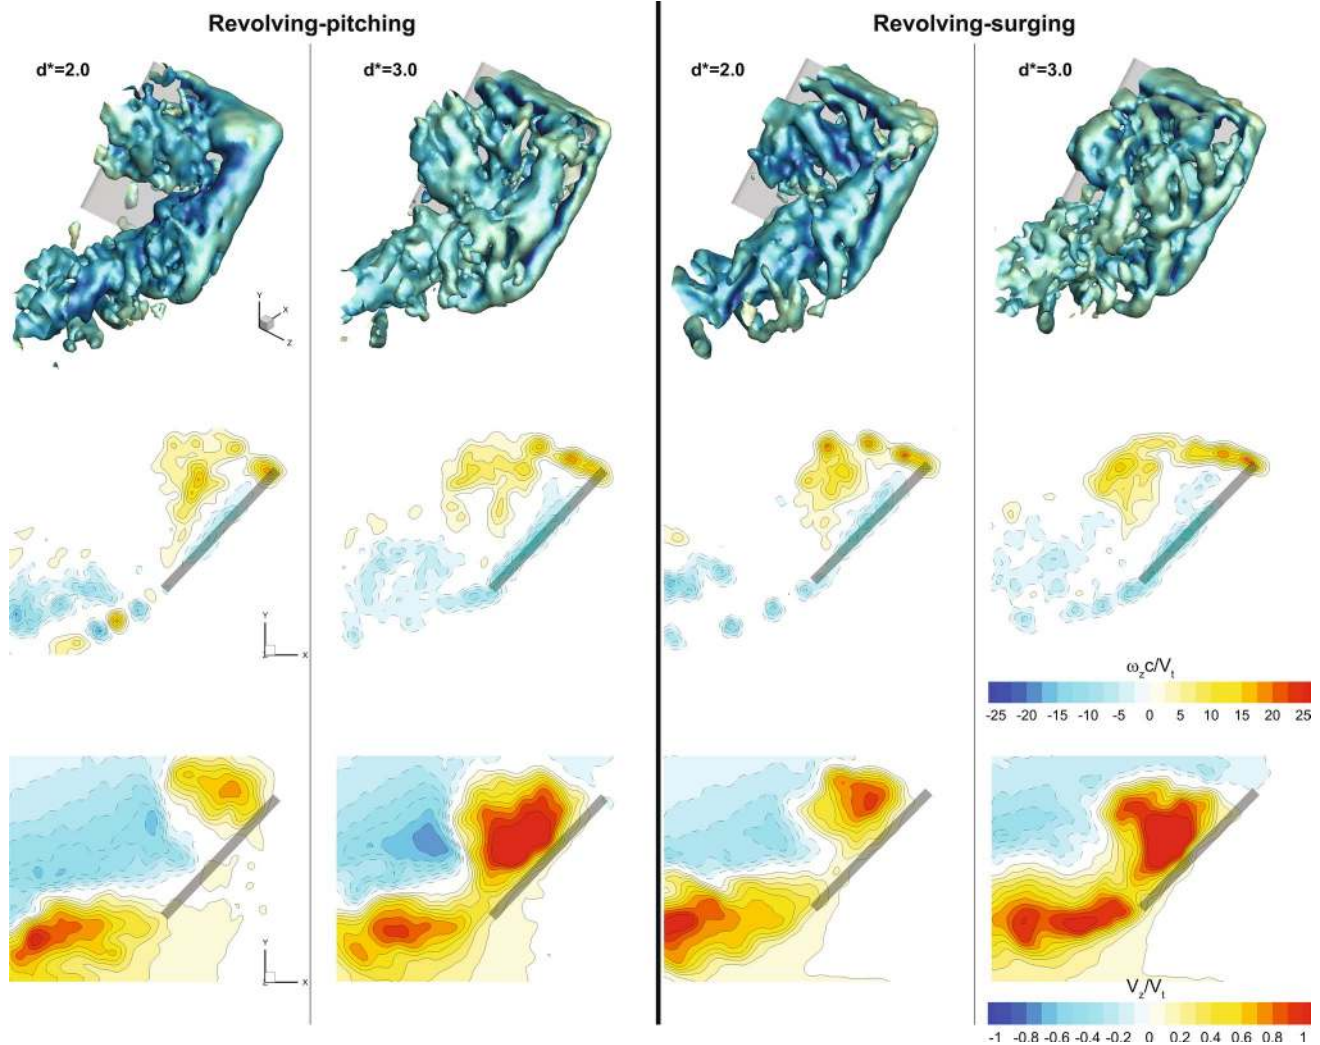 Revolving-pitching
Revolving-surging
d*=2.0
d*=3.0
d*=2.0
d*=3.0
Y
X
Z
Y
X
Z
ω_z c/V_t
-25 -20 -15 -10 -5 0 5 10 15 20 25
Y
X
V_z/V_t
-1 -0.8 -0.6 -0.4 -0.2 0 0.2 0.4 0.6 0.8 1